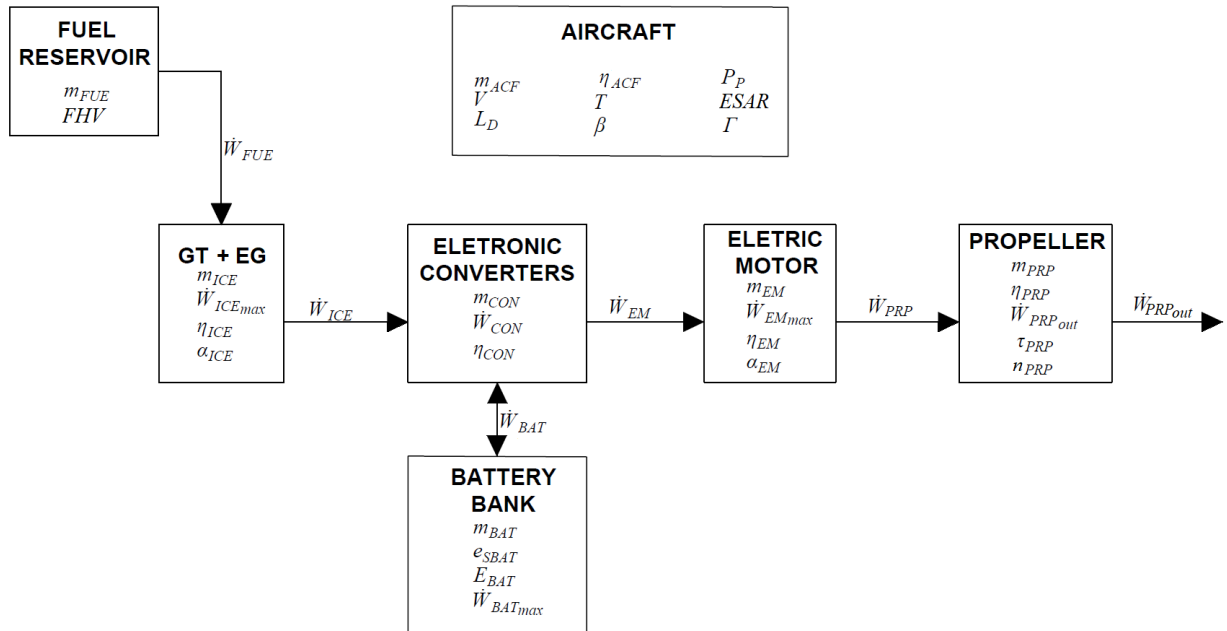 FUEL
RESERVOIR
m_FUE
FHV
AIRCRAFT
m_ACF η_ACF P_P
V T ESAR
L_D β Γ
Ẇ_FUE
GT + EG
m_ICE
Ẇ_ICEmax
η_ICE
α_ICE
Ẇ_ICE
ELETRONIC
CONVERTERS
m_CON
Ẇ_CON
η_CON
Ẇ_EM
ELETRIC
MOTOR
m_EM
Ẇ_EMmax
η_EM
α_EM
Ẇ_PRP
PROPELLER
m_PRP
η_PRP
Ẇ_PRPout
τ_PRP
n_PRP
Ẇ_PRPout
Ẇ_BAT
BATTERY
BANK
m_BAT
e_SBAT
E_BAT
Ẇ_BATmax